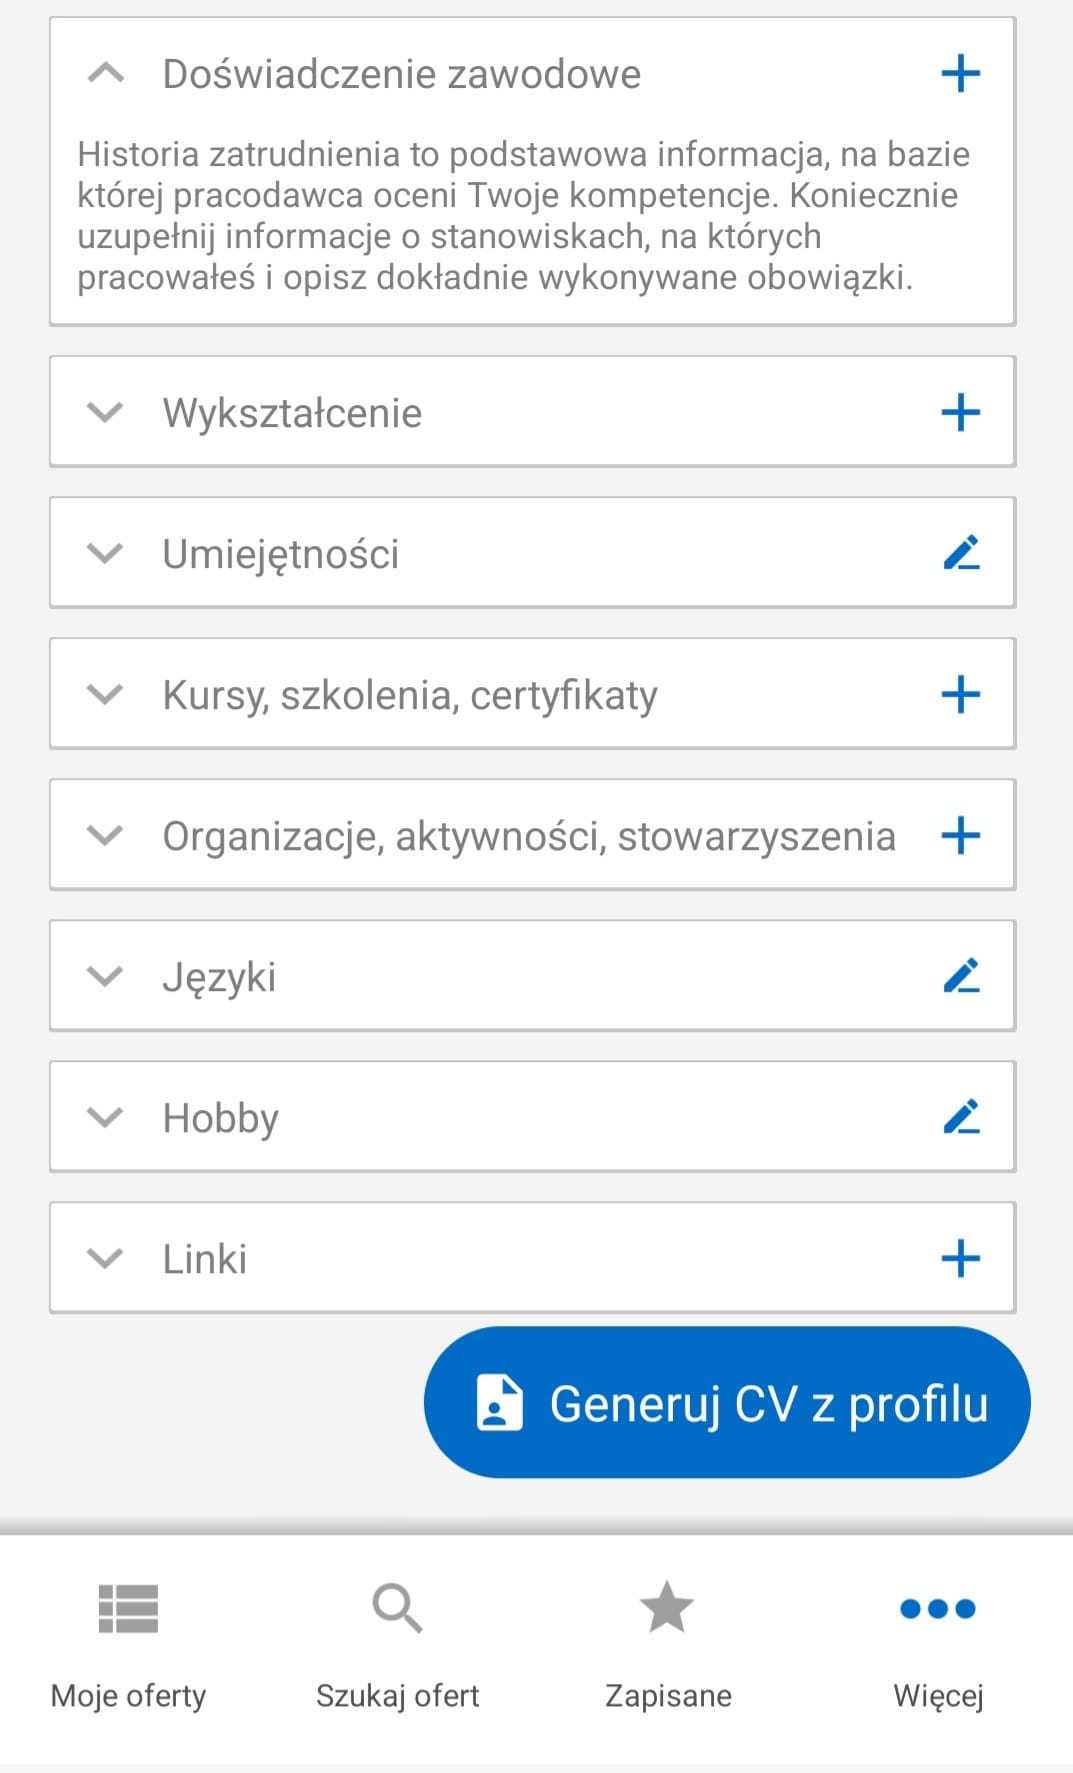 Doświadczenie zawodowe
Historia zatrudnienia to podstawowa informacja, na bazie
której pracodawca oceni Twoje kompetencje. Koniecznie
uzupełnij informacje o stanowiskach, na których
pracowałeś i opisz dokładnie wykonywane obowiązki.
Wykształcenie
Umiejętności
Kursy, szkolenia, certyfikaty
Organizacje, aktywności, stowarzyszenia
Języki
Hobby
Linki
Generuj CV z profilu
Moje oferty
Szukaj ofert
Zapisane
Więcej